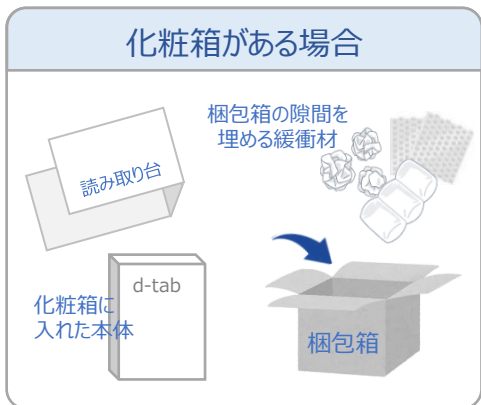 化粧箱がある場合
梱包箱の隙間を
埋める緩衝材
読み取り台
d-tab
化粧箱に
入れた本体
梱包箱